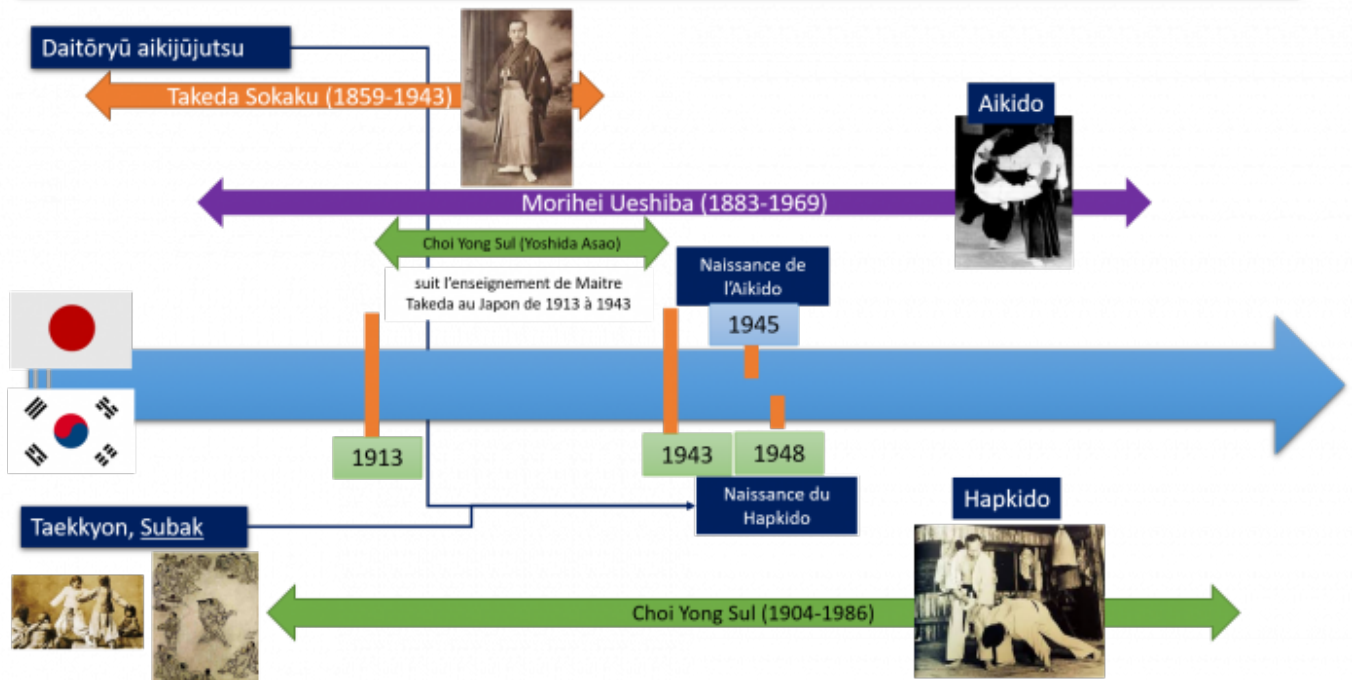 Daitōryū aikijūjutsu
Takeda Sokaku (1859-1943)
Aikido
Morihei Ueshiba (1883-1969)
Choi Yong Sul (Yoshida Asao)
suit l'enseignement de Maitre
Takeda au Japon de 1913 à 1943
Naissance de
l'Aikido
1945
1913
1943
1948
Naissance du
Hapkido
Taekkyon, Subak
Hapkido
Choi Yong Sul (1904-1986)